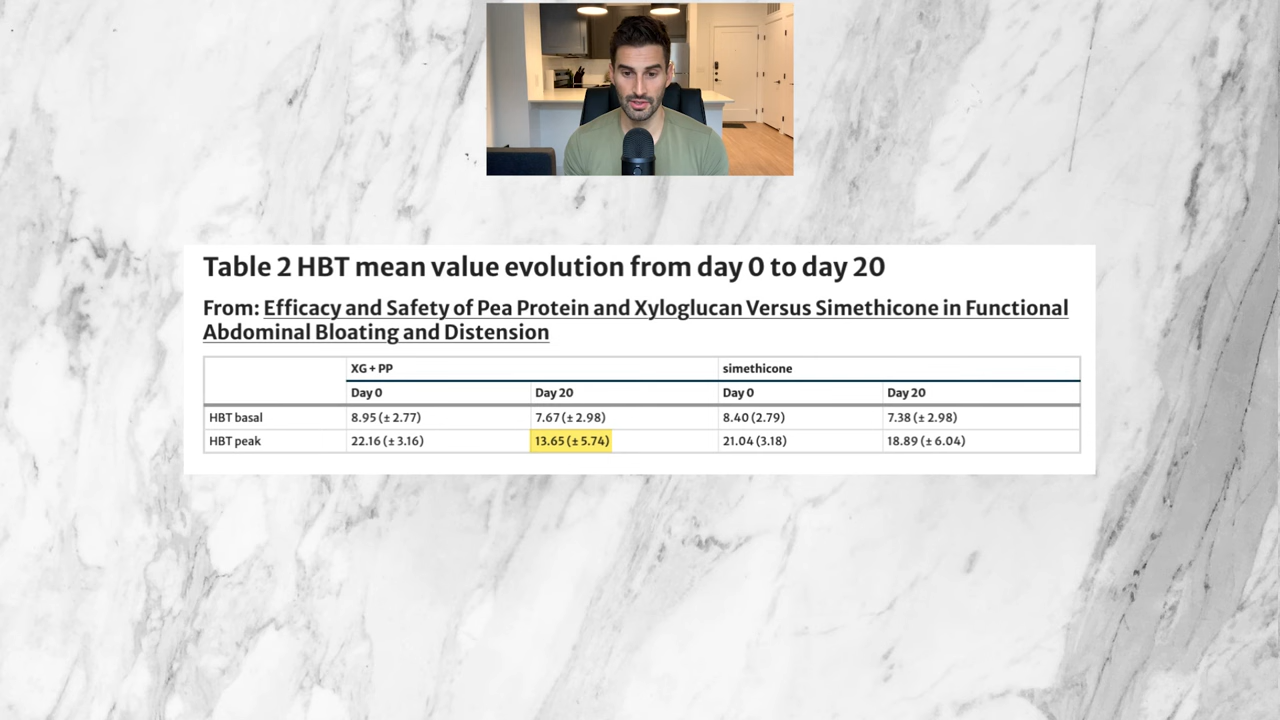 Table 2 HBT mean value evolution from day 0 to day 20
From: Efficacy and Safety of Pea Protein and Xyloglucan Versus Simethicone in Functional
Abdominal Bloating and Distension
XG + PP simethicone
Day 0 Day 20 Day 0 Day 20
HBT basal 8.95 (± 2.77) 7.67 (± 2.98) 8.40 (2.79) 7.38 (± 2.98)
HBT peak 22.16 (± 3.16) 13.65 (± 5.74) 21.04 (3.18) 18.89 (± 6.04)